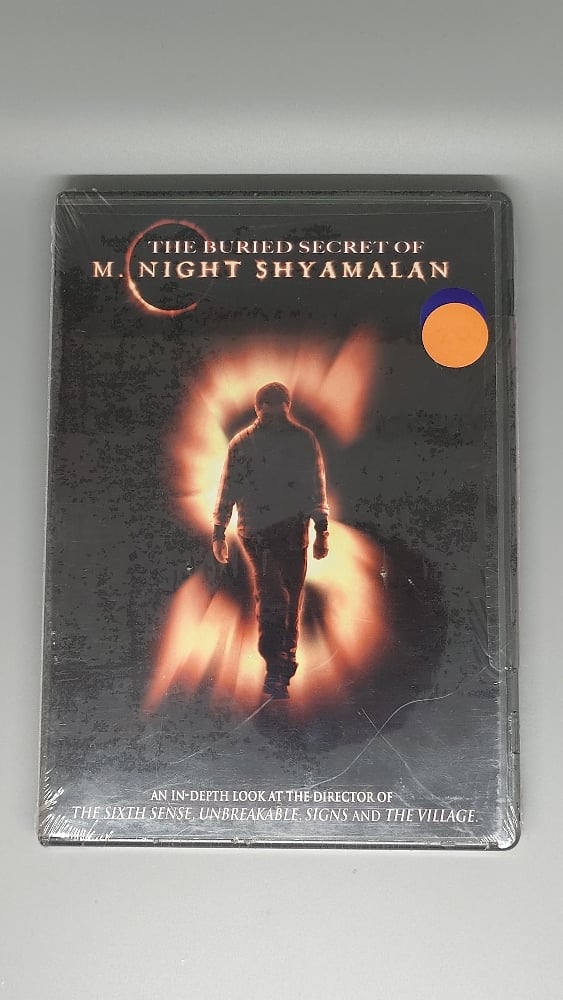 THE BURIED SECRET OF
M. NIGHT SHYAMALAN
AN IN-DEPTH LOOK AT THE DIRECTOR OF
THE SIXTH SENSE, UNBREAKABLE, SIGNS AND THE VILLAGE.